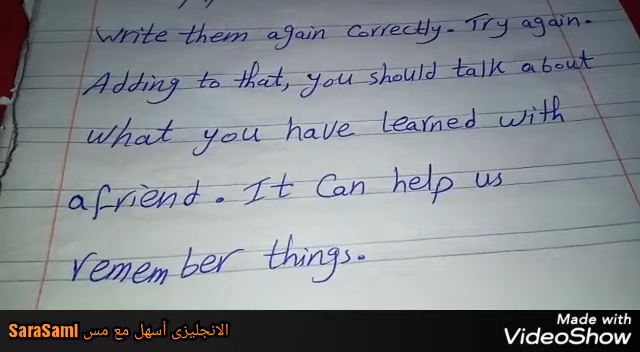 write them again correctly. Try again.
Adding to that, you should talk about
what you have learned with
a friend. It can help us
remember things.
الانجليزى أسهل مع مس SaraSamI
Made with
VideoShow